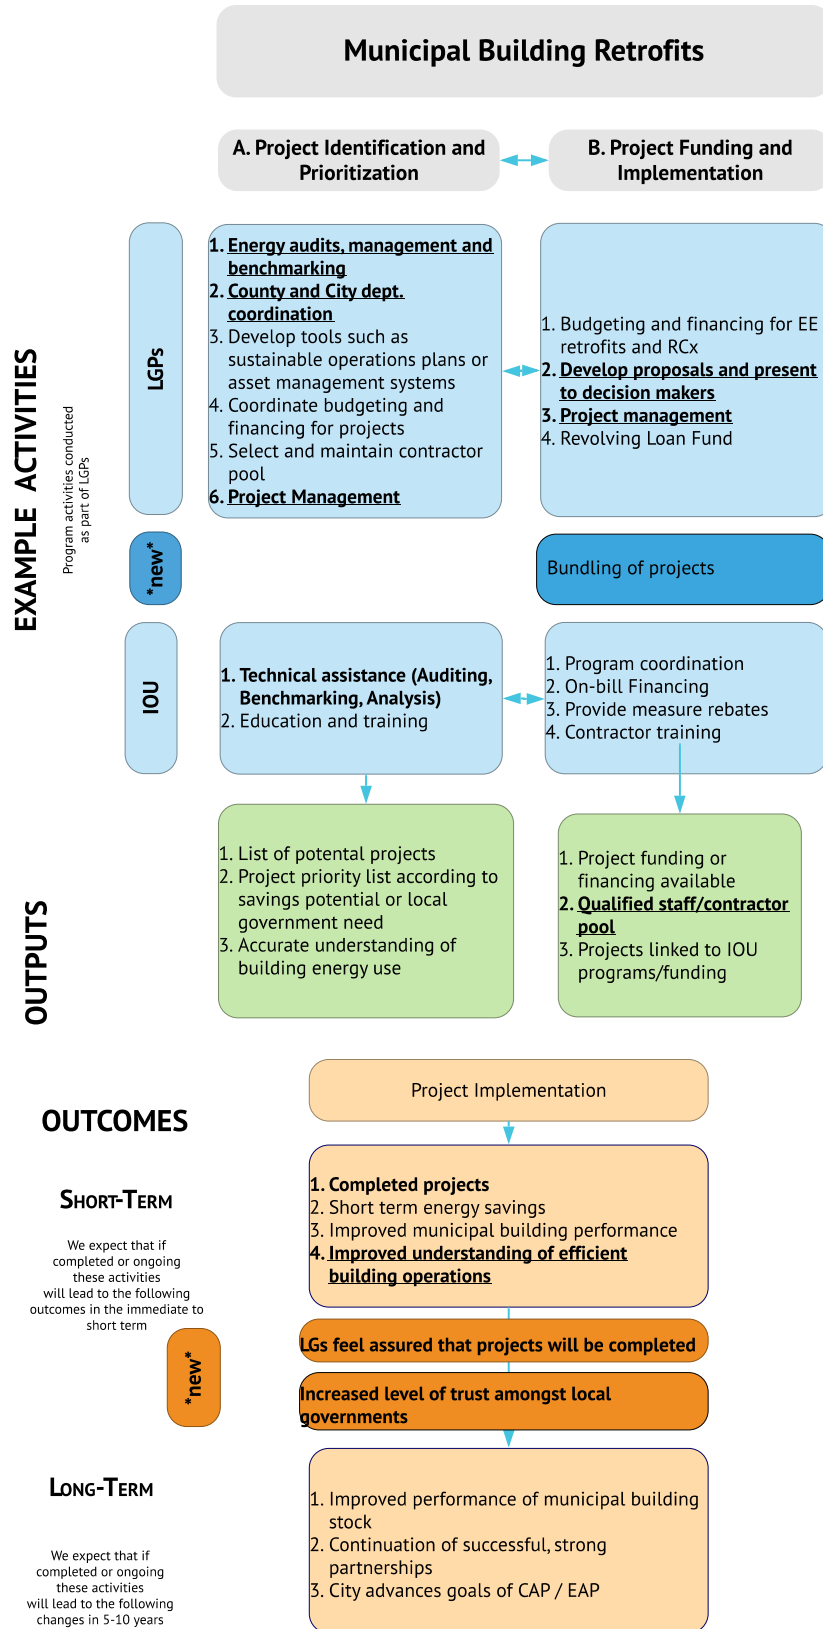 Municipal Building Retrofits
A. Project Identification and
Prioritization
B. Project Funding and
Implementation
EXAMPLE ACTIVITIES
Program activities conducted
as part of LGPs
LGPs
1. Energy audits, management and
benchmarking
2. County and City dept.
coordination
3. Develop tools such as
sustainable operations plans or
asset management systems
4. Coordinate budgeting and
financing for projects
5. Select and maintain contractor
pool
6. Project Management
1. Budgeting and financing for EE
retrofits and RCx
2. Develop proposals and present
to decision makers
3. Project management
4. Revolving Loan Fund
*new*
Bundling of projects
IOU
1. Technical assistance (Auditing,
Benchmarking, Analysis)
2. Education and training
1. Program coordination
2. On-bill Financing
3. Provide measure rebates
4. Contractor training
OUTPUTS
1. List of potental projects
2. Project priority list according to
savings potential or local
government need
3. Accurate understanding of
building energy use
1. Project funding or
financing available
2. Qualified staff/contractor
pool
3. Projects linked to IOU
programs/funding
OUTCOMES
Project Implementation
SHORT-TERM
We expect that if
completed or ongoing
these activities
will lead to the following
outcomes in the immediate to
short term
1. Completed projects
2. Short term energy savings
3. Improved municipal building performance
4. Improved understanding of efficient
building operations
*new*
LGs feel assured that projects will be completed
Increased level of trust amongst local
governments
LONG-TERM
We expect that if
completed or ongoing
these activities
will lead to the following
changes in 5-10 years
1. Improved performance of municipal building
stock
2. Continuation of successful, strong
partnerships
3. City advances goals of CAP / EAP